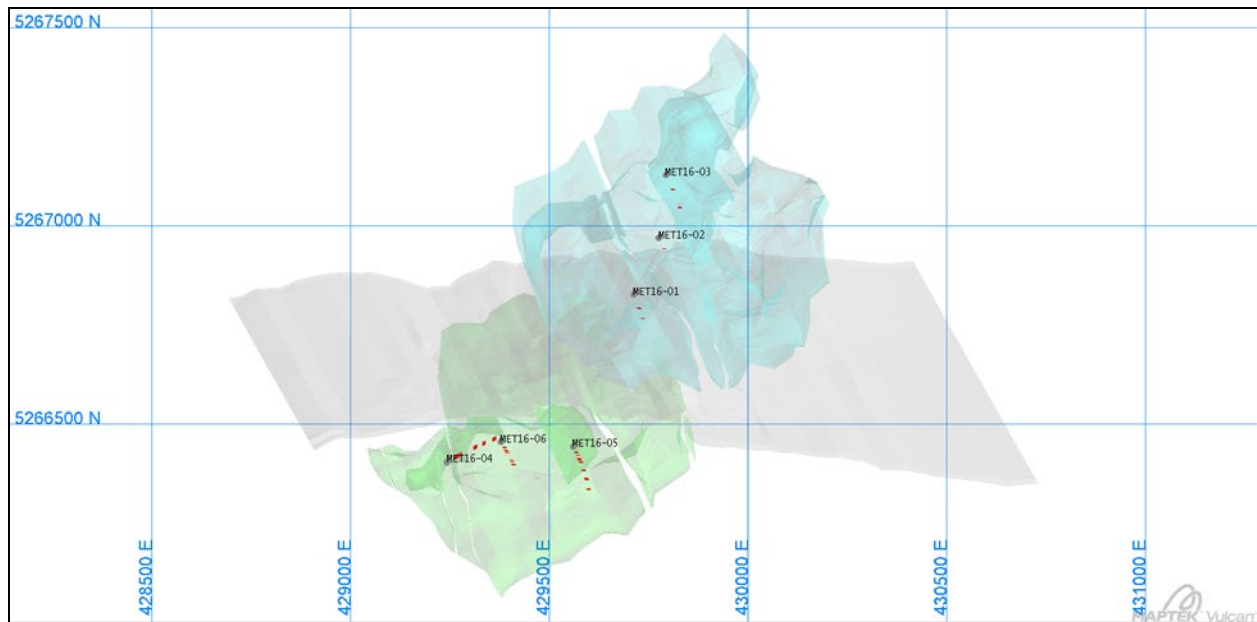 5267500 N
MET16-03
5267000 N
MET16-02
MET16-01
5266500 N
MET16-06
MET16-05
MET16-04
428500 E
429000 E
429500 E
430000 E
430500 E
431000 E
MAPTEK Vulcan